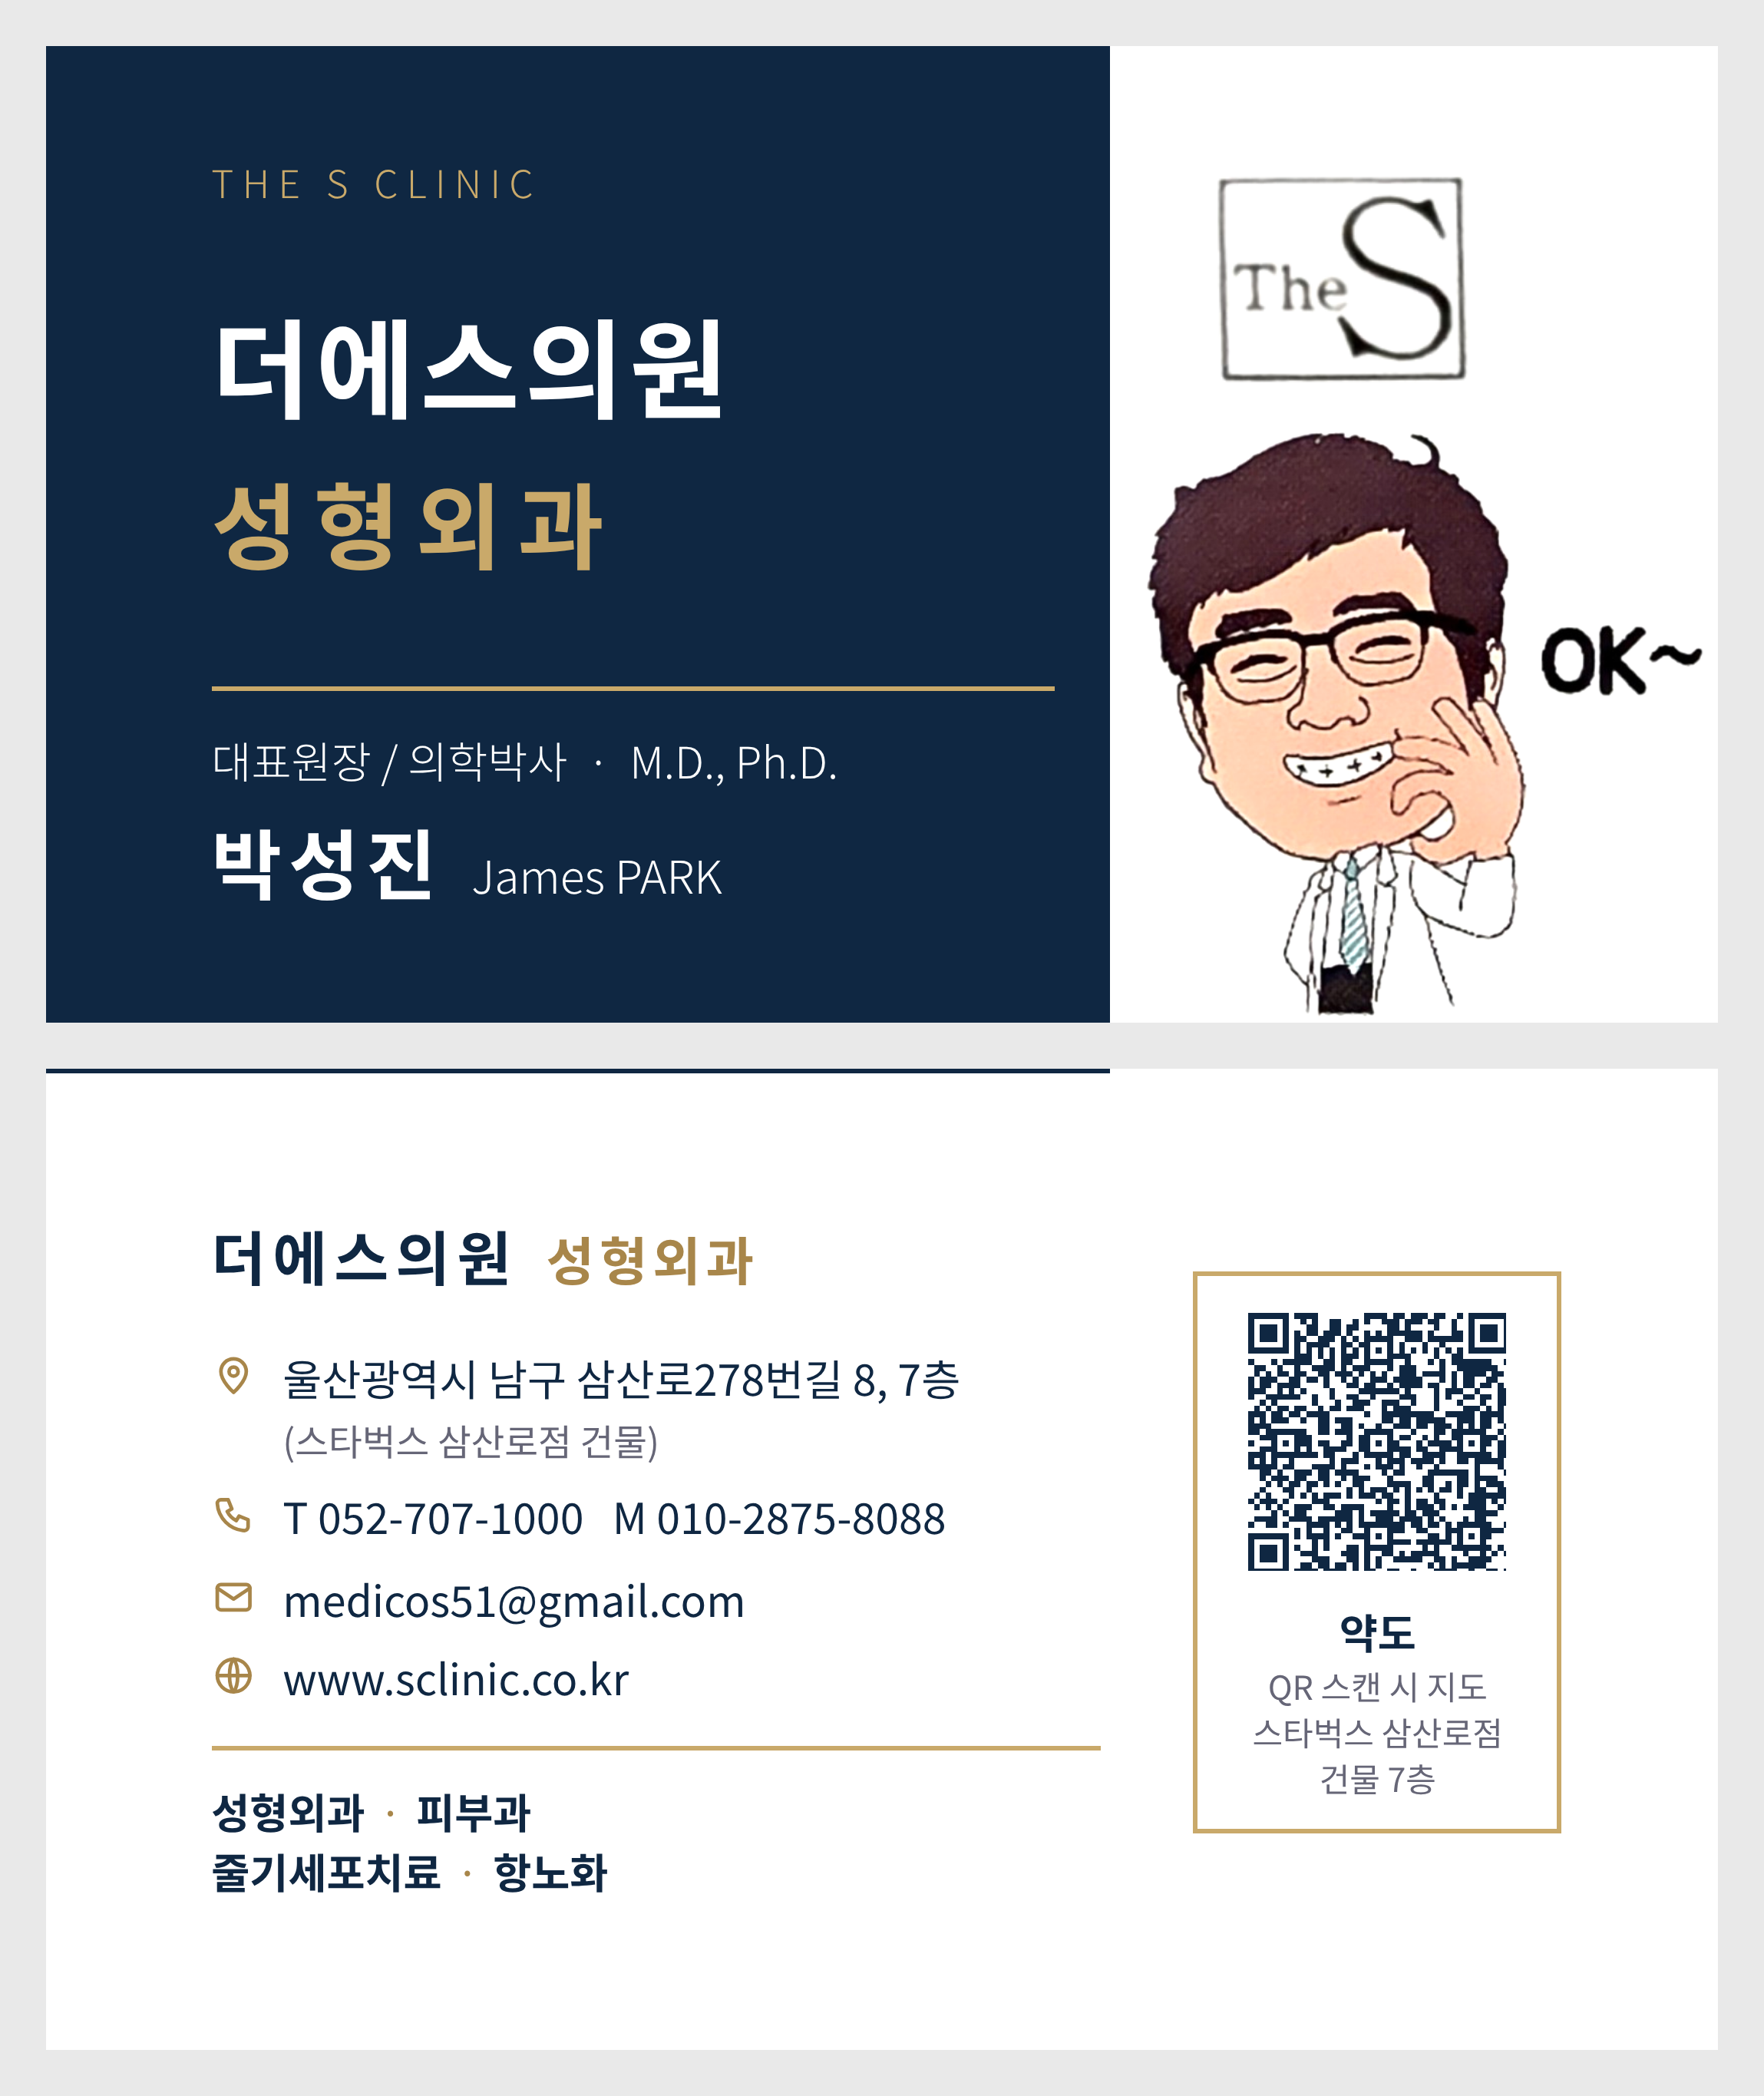 THE S CLINIC
더에스의원
성형외과
대표원장 / 의학박사 · M.D., Ph.D.
박성진 James PARK
The S
OK~
더에스의원 성형외과
울산광역시 남구 삼산로278번길 8, 7층
(스타벅스 삼산로점 건물)
T 052-707-1000 M 010-2875-8088
medicos51@gmail.com
www.sclinic.co.kr
성형외과 · 피부과
줄기세포치료 · 항노화
약도
QR 스캔 시 지도
스타벅스 삼산로점
건물 7층